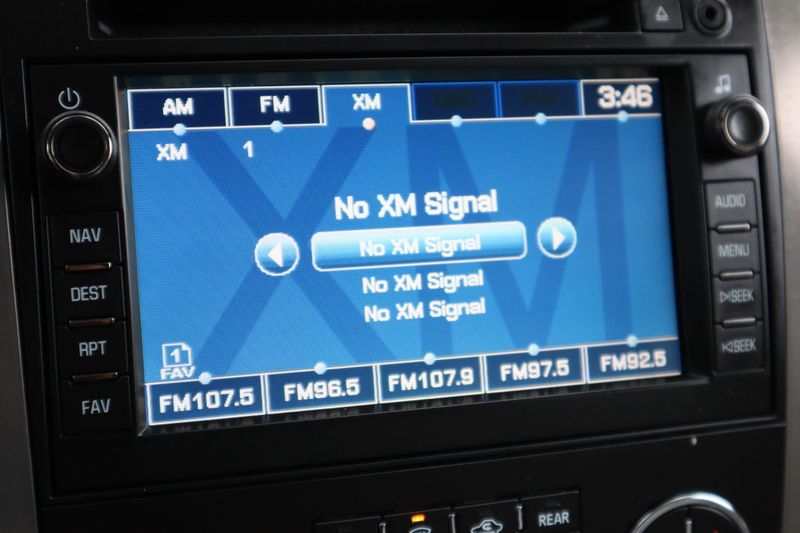 AM FM XM 3:46
XM 1
No XM Signal
No XM Signal
No XM Signal
No XM Signal
1
FAV
FM107.5 FM96.5 FM107.9 FM97.5 FM92.5
NAV
DEST
RPT
FAV
AUDIO
MENU
SEEK
SEEK
REAR